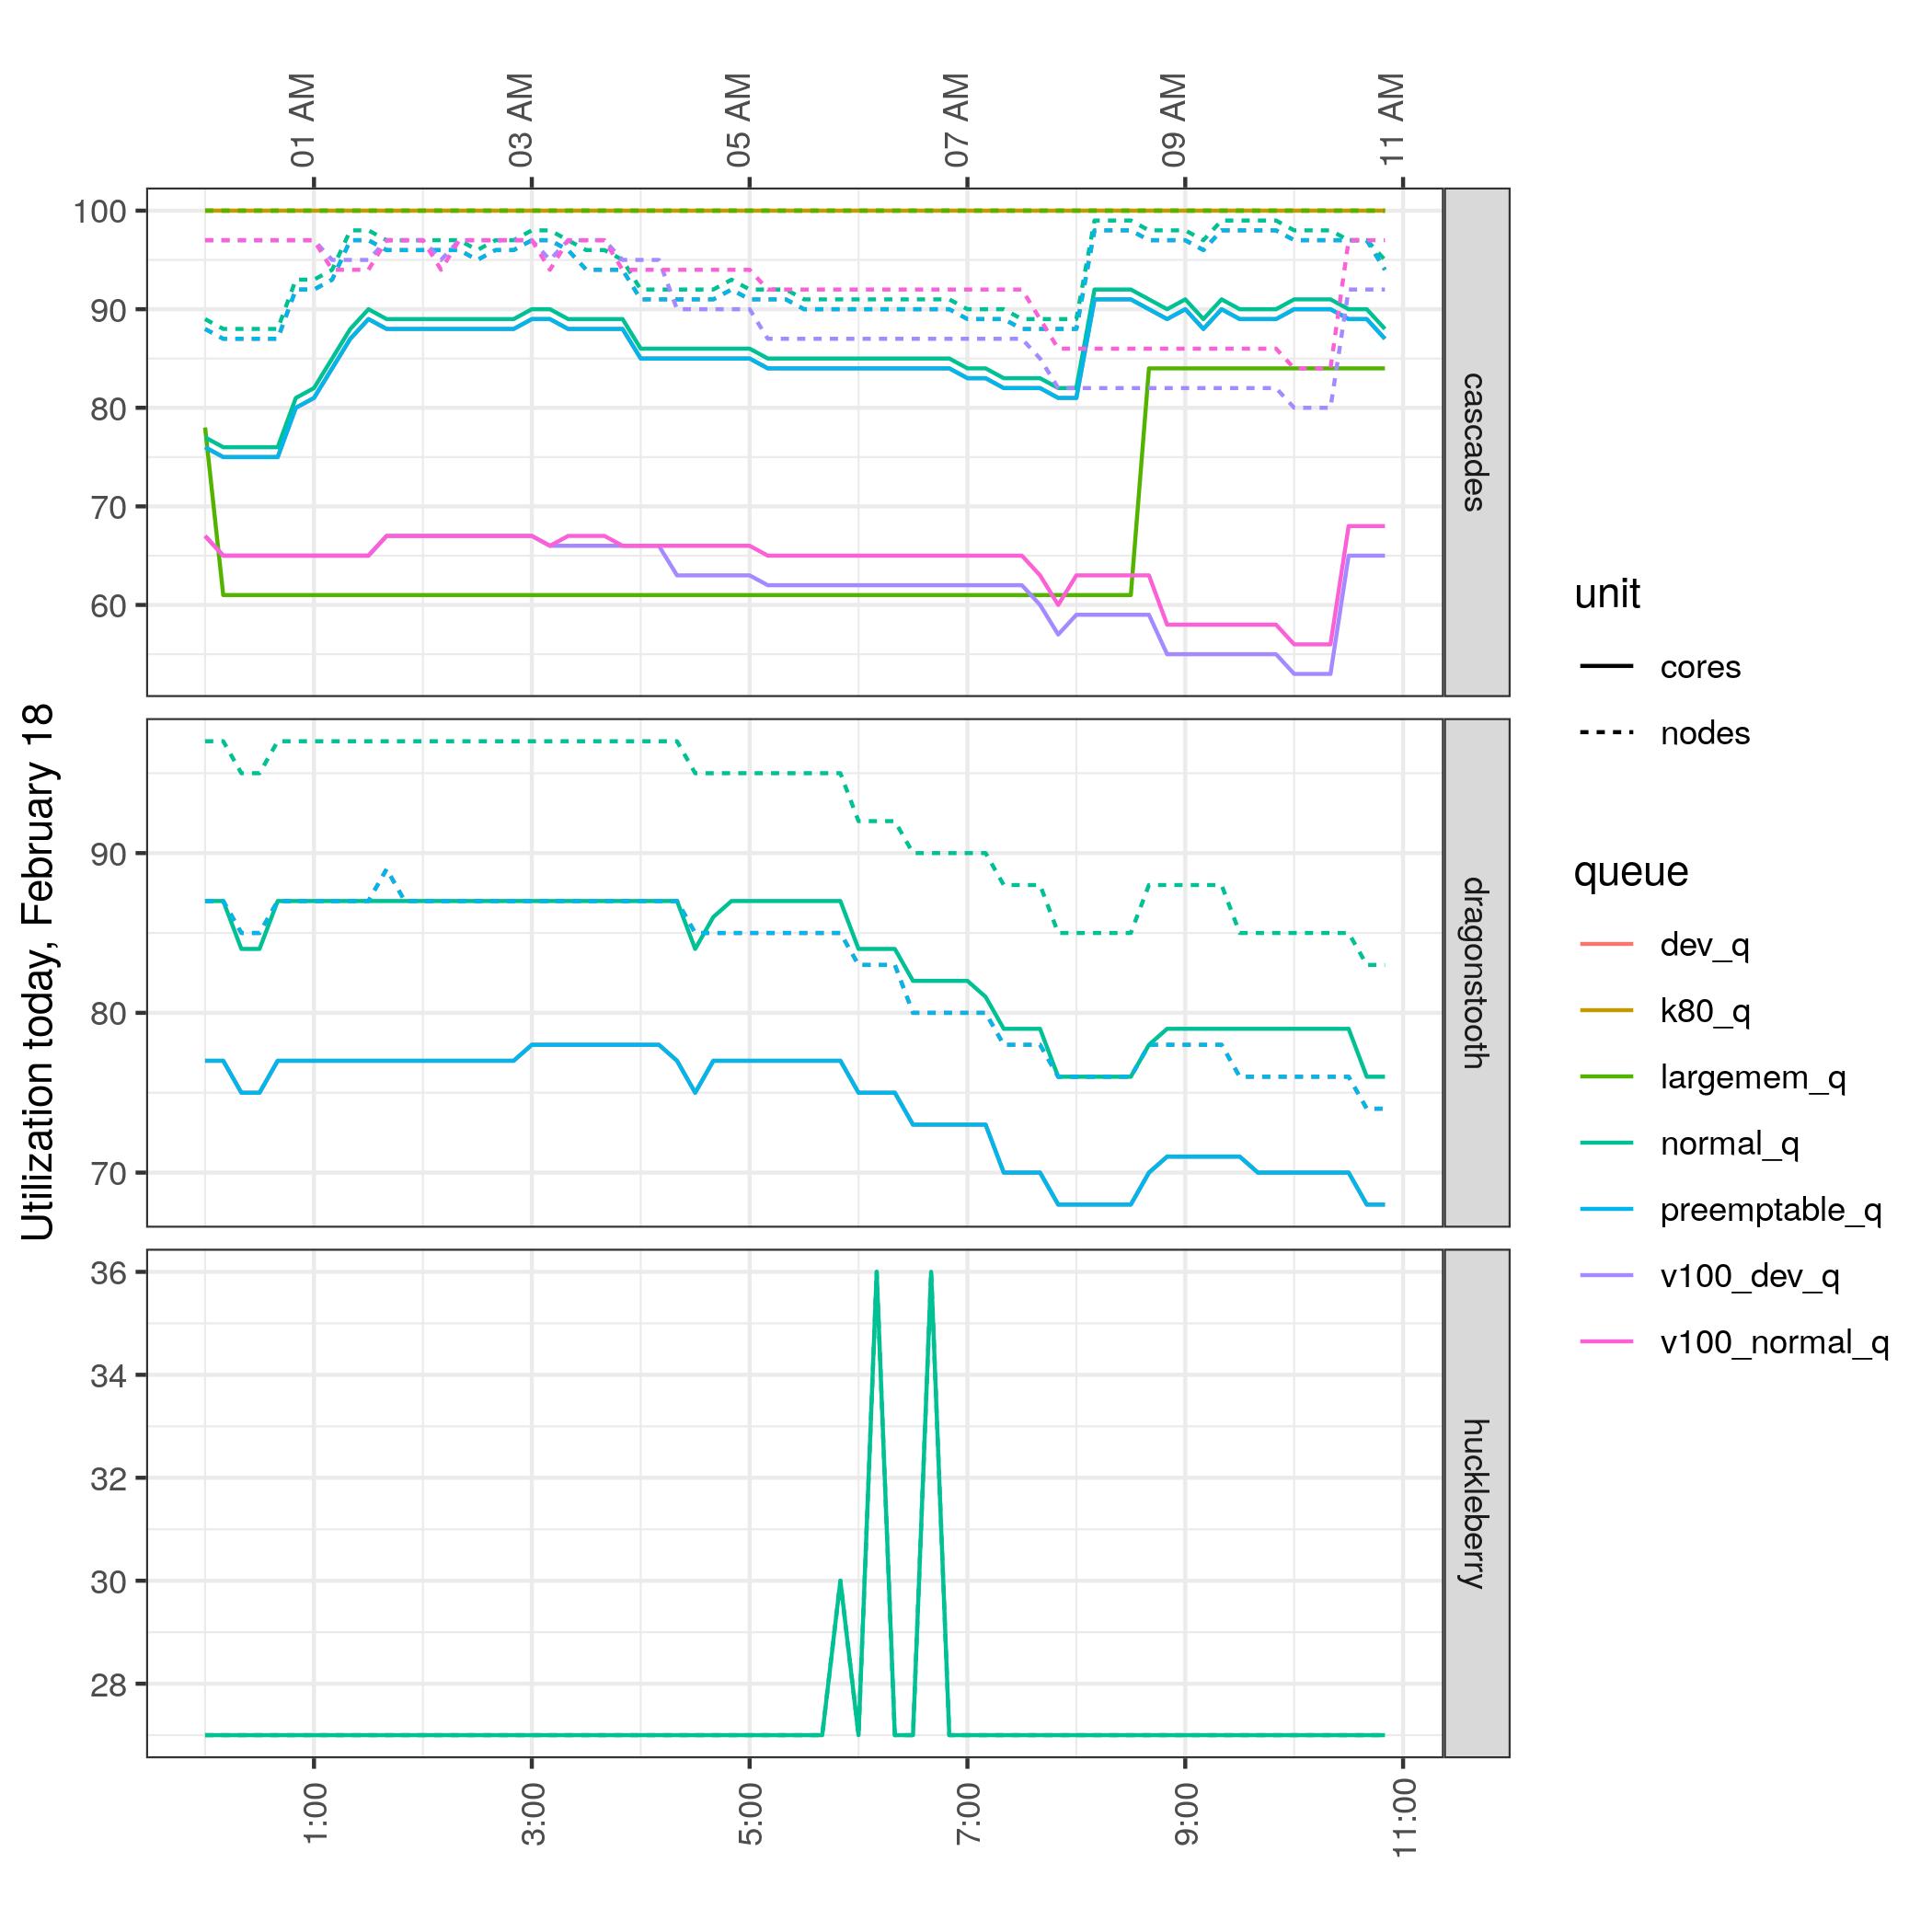 01 AM
03 AM
05 AM
07 AM
09 AM
11 AM
Utilization today, February 18
100
90
80
70
60
cascades
90
80
70
dragonstooth
36
34
32
30
28
huckleberry
1:00
3:00
5:00
7:00
9:00
11:00
unit
cores
nodes
queue
dev_q
k80_q
largemem_q
normal_q
preemptable_q
v100_dev_q
v100_normal_q